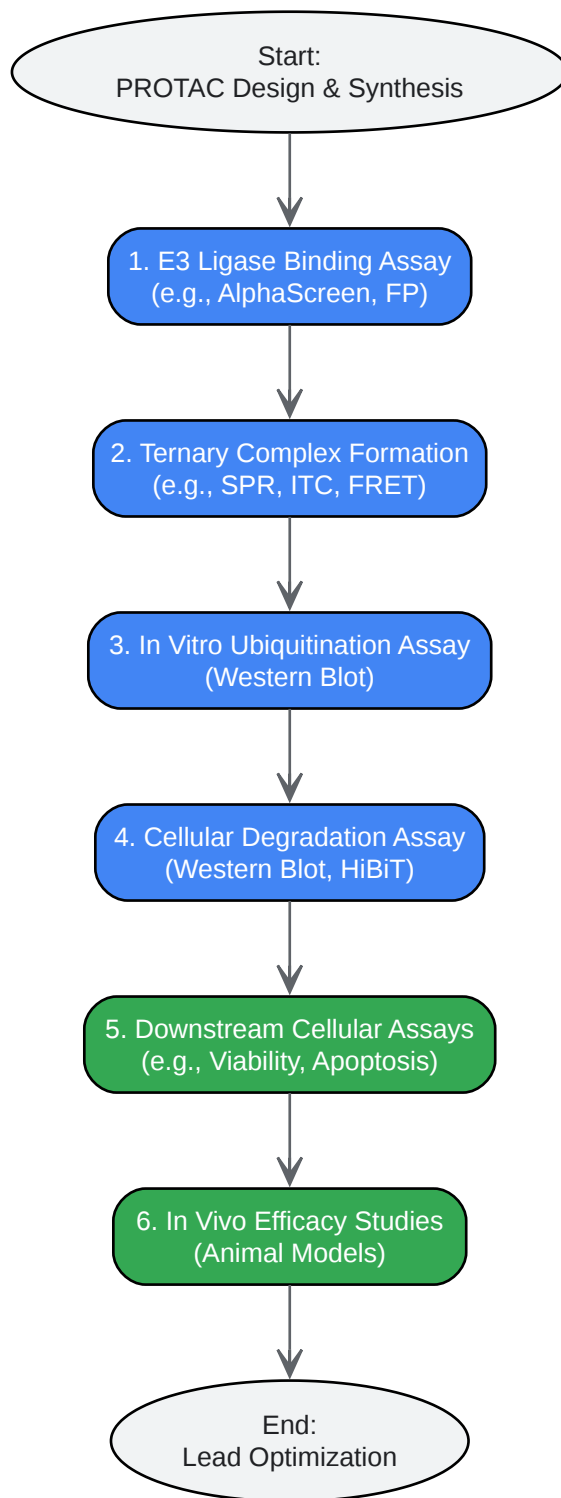 Start:
PROTAC Design & Synthesis
1. E3 Ligase Binding Assay
(e.g., AlphaScreen, FP)
2. Ternary Complex Formation
(e.g., SPR, ITC, FRET)
3. In Vitro Ubiquitination Assay
(Western Blot)
4. Cellular Degradation Assay
(Western Blot, HiBiT)
5. Downstream Cellular Assays
(e.g., Viability, Apoptosis)
6. In Vivo Efficacy Studies
(Animal Models)
End:
Lead Optimization